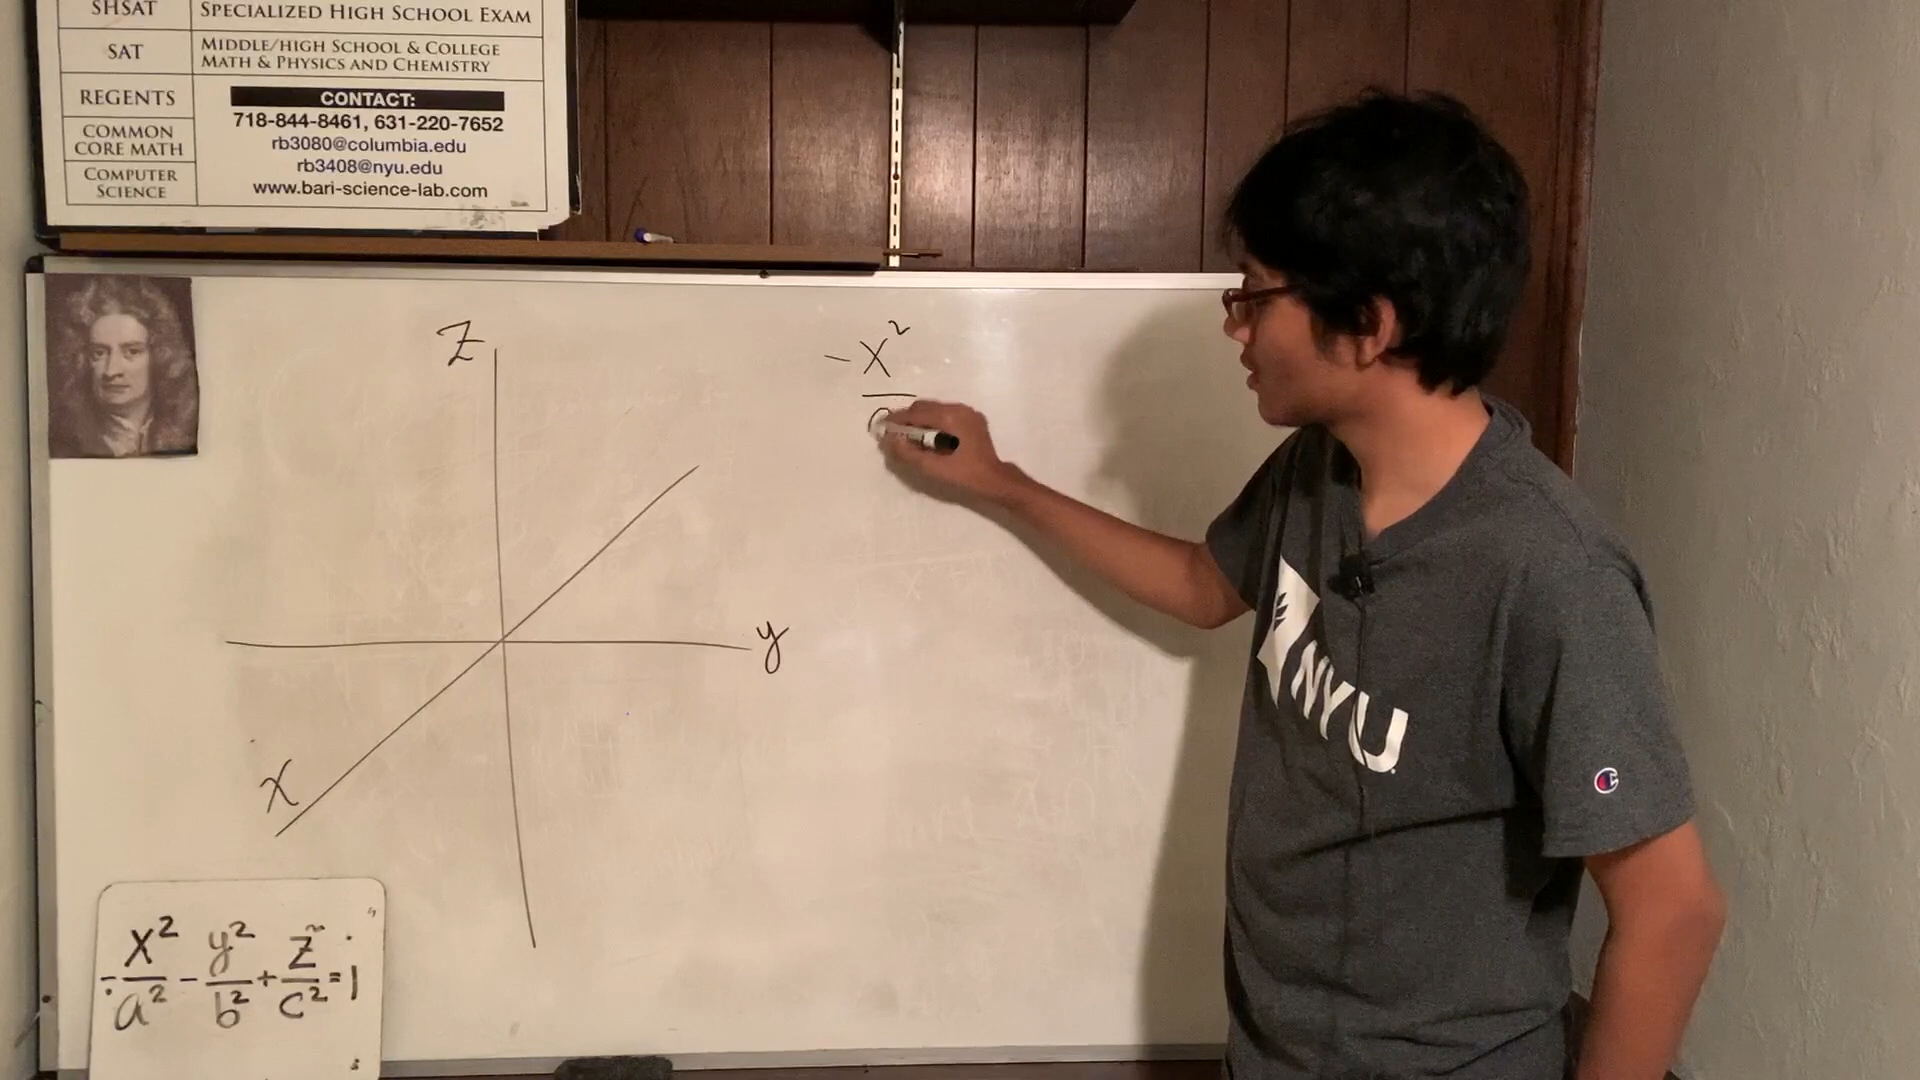 SHSAT SPECIALIZED HIGH SCHOOL EXAM
SAT MIDDLE/HIGH SCHOOL & COLLEGE
MATH & PHYSICS AND CHEMISTRY
REGENTS
COMMON
CORE MATH
COMPUTER
SCIENCE
CONTACT:
718-844-8461, 631-220-7652
rb3080@columbia.edu
rb3408@nyu.edu
www.bari-science-lab.com
z
y
x
-x²
x²/a² - y²/b² + z²/c² = 1
NYU